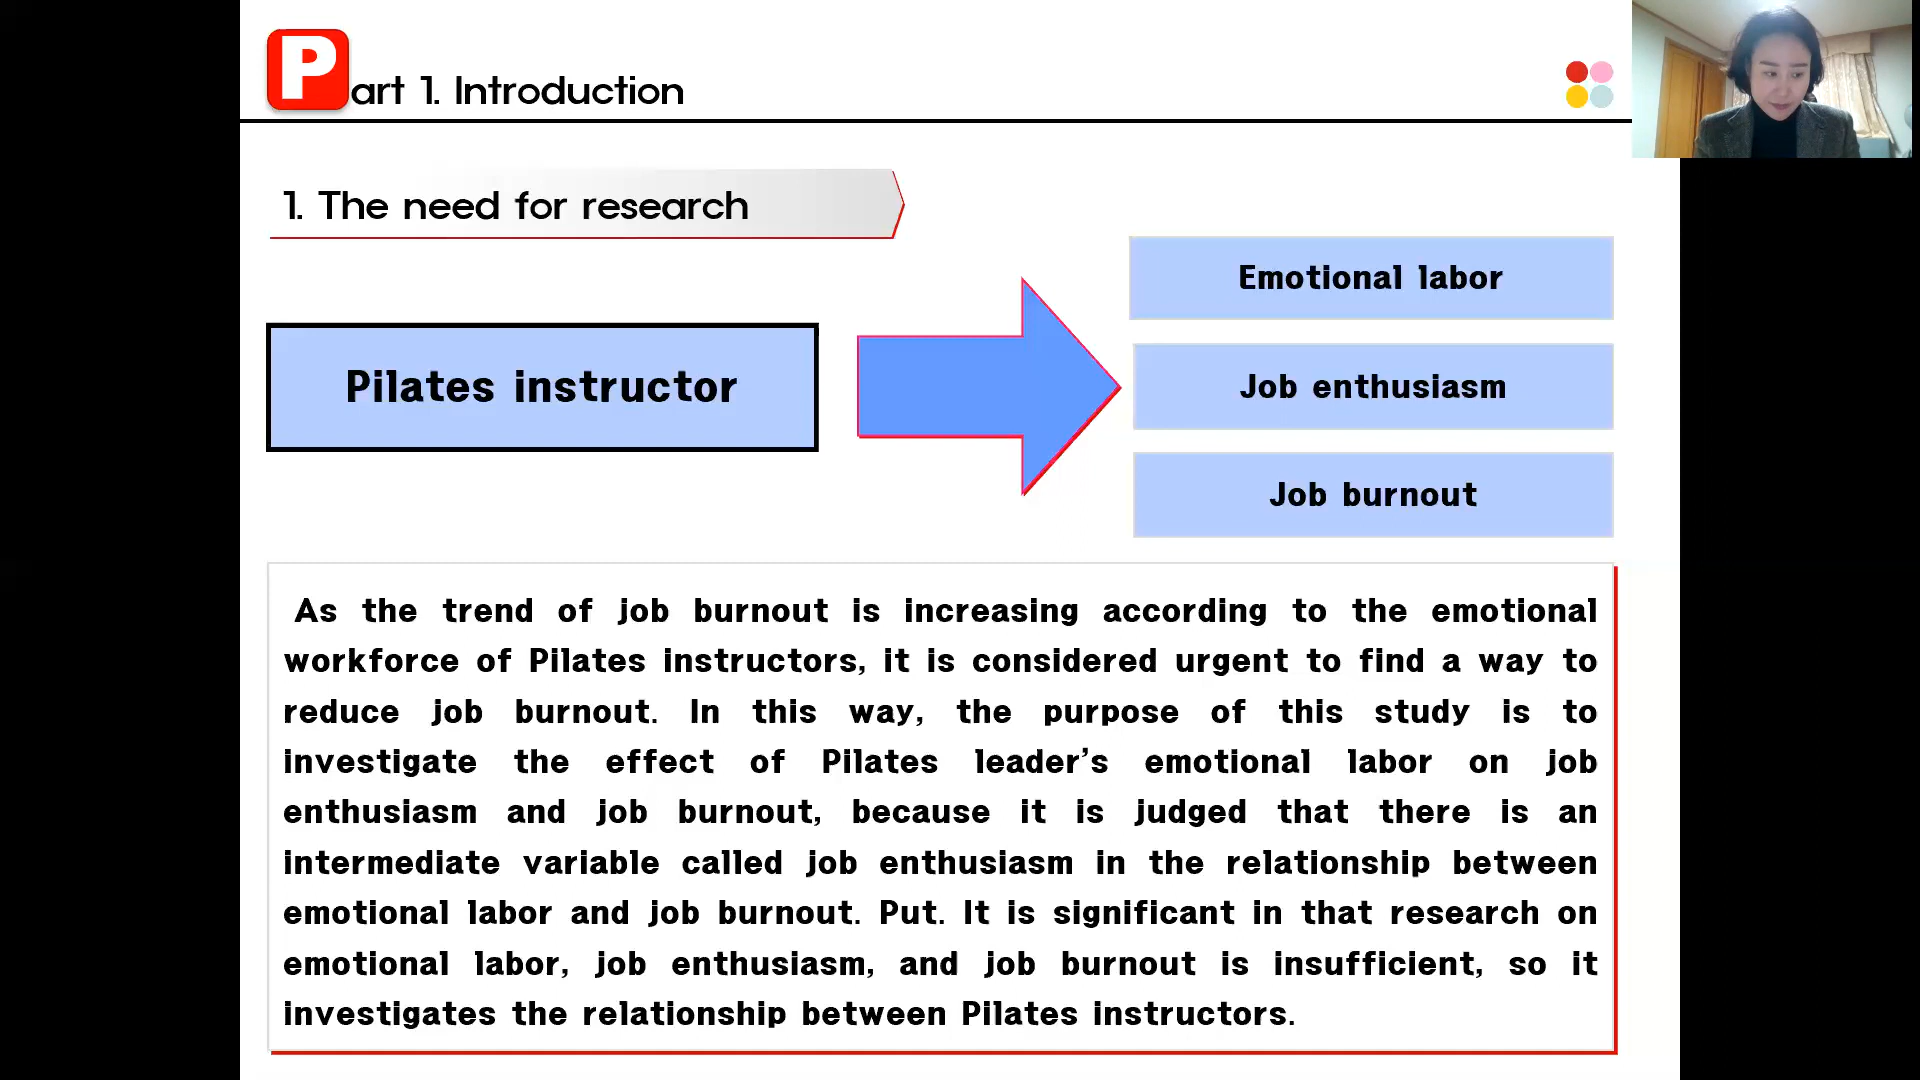 Part 1. Introduction
1. The need for research
Pilates instructor
Emotional labor
Job enthusiasm
Job burnout
As the trend of job burnout is increasing according to the emotional
workforce of Pilates instructors, it is considered urgent to find a way to
reduce job burnout. In this way, the purpose of this study is to
investigate the effect of Pilates leader’s emotional labor on job
enthusiasm and job burnout, because it is judged that there is an
intermediate variable called job enthusiasm in the relationship between
emotional labor and job burnout. Put. It is significant in that research on
emotional labor, job enthusiasm, and job burnout is insufficient, so it
investigates the relationship between Pilates instructors.